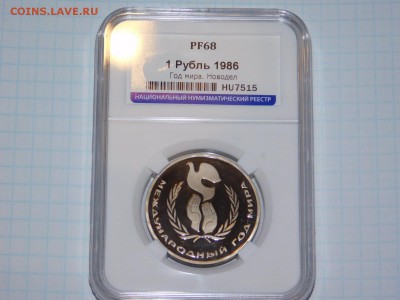 COINS.LAVE.RU
PF68
1 Рубль 1986
Год мира. Новодел
HU7515
НАЦИОНАЛЬНЫЙ НУМИЗМАТИЧЕСКИЙ РЕЕСТР
МЕЖДУНАРОДНЫЙ ГОД МИРА